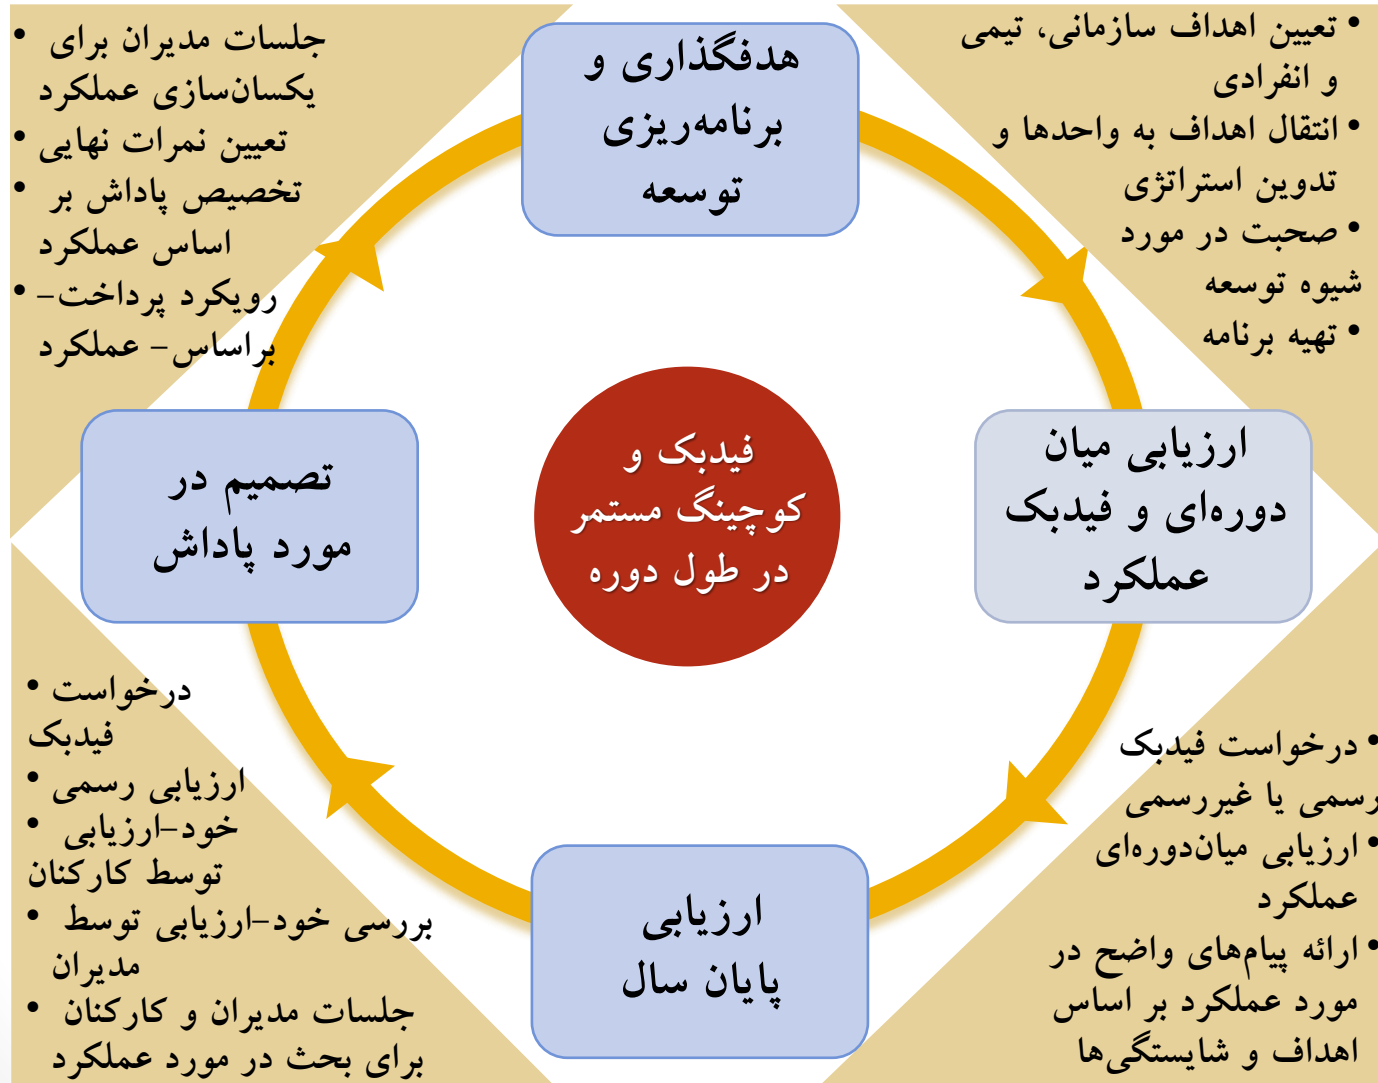 هدفگذاری و
برنامه‌ریزی
توسعه
• تعیین اهداف سازمانی، تیمی
و انفرادی
• انتقال اهداف به واحدها و
تدوین استراتژی
• صحبت در مورد
شیوه توسعه
• تهیه برنامه
ارزیابی میان
دوره‌ای و فیدبک
عملکرد
• درخواست فیدبک
رسمی یا غیررسمی
• ارزیابی میان‌دوره‌ای
عملکرد
• ارائه پیام‌های واضح در
مورد عملکرد بر اساس
اهداف و شایستگی‌ها
ارزیابی
پایان سال
• درخواست
فیدبک
• ارزیابی رسمی
• خود-ارزیابی
توسط کارکنان
• بررسی خود-ارزیابی توسط
مدیران
• جلسات مدیران و کارکنان
برای بحث در مورد عملکرد
تصمیم در
مورد پاداش
• جلسات مدیران برای
یکسان‌سازی عملکرد
• تعیین نمرات نهایی
• تخصیص پاداش بر
اساس عملکرد
• رویکرد پرداخت-
براساس- عملکرد
فیدبک و
کوچینگ مستمر
در طول دوره